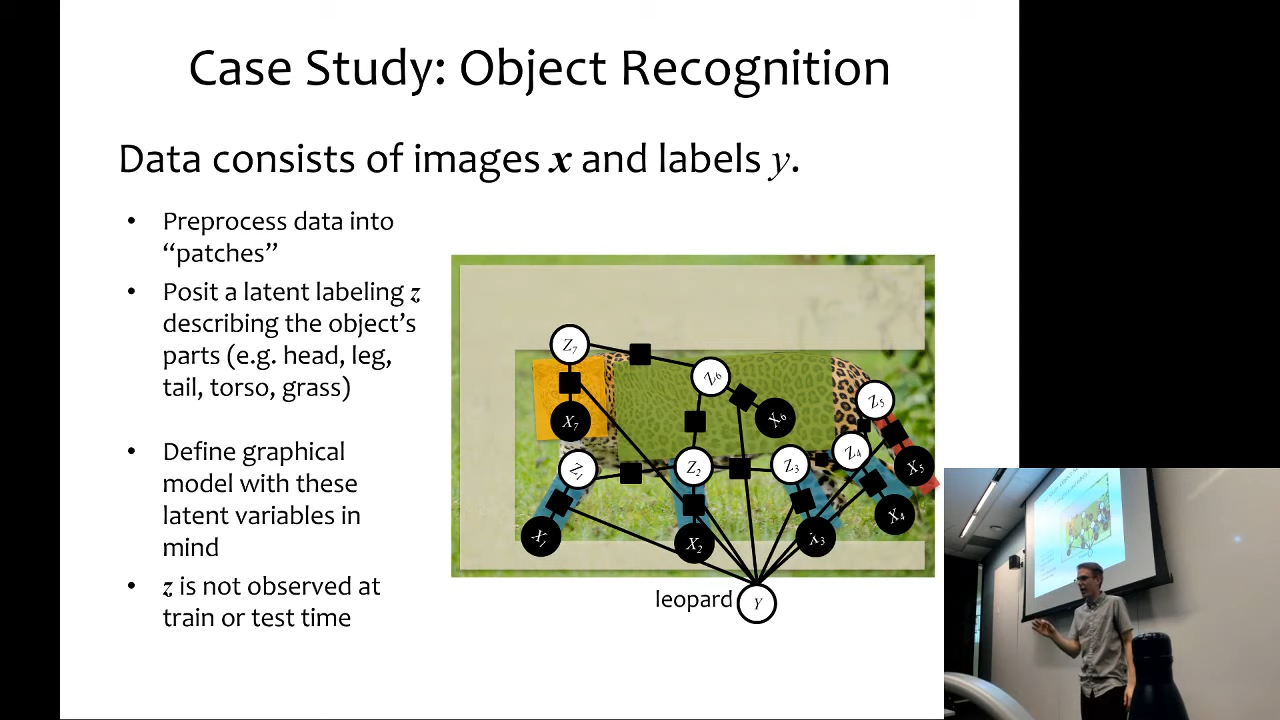 Case Study: Object Recognition
Data consists of images x and labels y.
• Preprocess data into
“patches”
• Posit a latent labeling z
describing the object’s
parts (e.g. head, leg,
tail, torso, grass)
• Define graphical
model with these
latent variables in
mind
• z is not observed at
train or test time
Z7
Z6
X7
X6
Z5
Z1
Z2
Z3
Z4
X5
X1
X2
X3
X4
leopard
Y